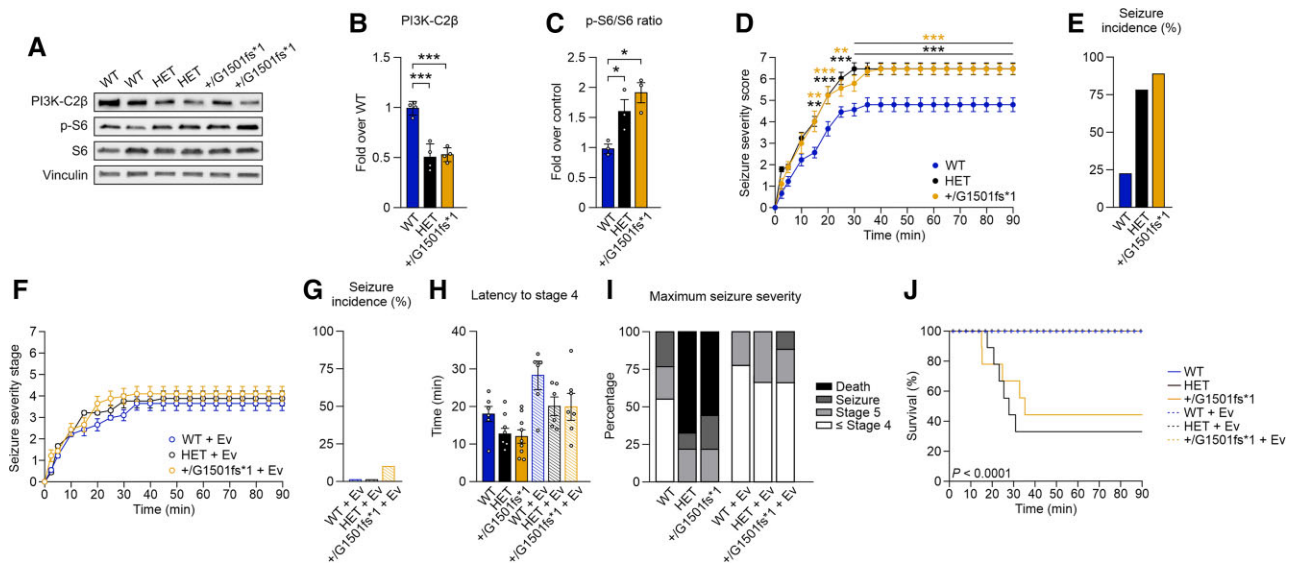 A
WT
WT
HET
HET
+/G1501fs*1
+/G1501fs*1
PI3K-C2β
p-S6
S6
Vinculin
B
PI3K-C2β
Fold over WT
1.5
1
0.5
0
***
***
WT
HET
+/G1501fs*1
C
p-S6/S6 ratio
Fold over control
2.5
2
1.5
1
0.5
0
*
*
WT
HET
+/G1501fs*1
D
Seizure severity score
7
6
5
4
3
2
1
0
**
**
***
***
**
***
***
***
WT
HET
+/G1501fs*1
0 10 20 30 40 50 60 70 80 90
Time (min)
E
Seizure
incidence (%)
100
75
50
25
0
WT
HET
+/G1501fs*1
F
Seizure severity stage
7
6
5
4
3
2
1
0
WT + Ev
HET + Ev
+/G1501fs*1 + Ev
0 10 20 30 40 50 60 70 80 90
Time (min)
G
Seizure
incidence (%)
100
75
50
25
0
WT + Ev
HET + Ev
+/G1501fs*1 + Ev
H
Latency to stage 4
Time (min)
40
30
20
10
0
WT
HET
+/G1501fs*1
WT + Ev
HET + Ev
+/G1501fs*1 + Ev
I
Maximum seizure severity
Percentage
100
75
50
25
0
WT
HET
+/G1501fs*1
WT + Ev
HET + Ev
+/G1501fs*1 + Ev
Death
Seizure
Stage 5
≤ Stage 4
J
Survival (%)
100
80
60
40
20
0
P < 0.0001
0 10 20 30 40 50 60 70 80 90
Time (min)
WT
HET
+/G1501fs*1
WT + Ev
HET + Ev
+/G1501fs*1 + Ev